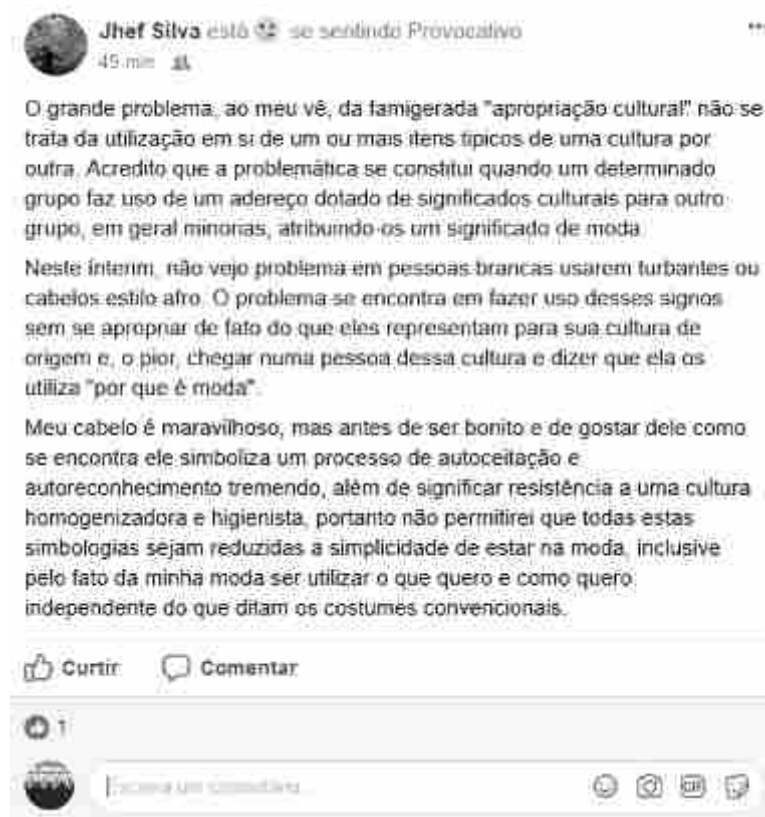 Jhef Silva está se sentindo Provocativo
49 min
O grande problema, ao meu vê, da famigerada "apropriação cultural" não se
trata da utilização em si de um ou mais itens típicos de uma cultura por
outra. Acredito que a problemática se constitui quando um determinado
grupo faz uso de um adereço dotado de significados culturais para outro
grupo, em geral minorias, atribuindo-os um significado de moda.
Neste ínterim, não vejo problema em pessoas brancas usarem turbantes ou
cabelos estilo afro. O problema se encontra em fazer uso desses signos
sem se apropriar de fato do que eles representam para sua cultura de
origem e, o pior, chegar numa pessoa dessa cultura e dizer que ela os
utiliza "por que é moda".
Meu cabelo é maravilhoso, mas antes de ser bonito e de gostar dele como
se encontra ele simboliza um processo de autoceitação e
autoreconhecimento tremendo, além de significar resistência a uma cultura
homogenizadora e higienista, portanto não permitirei que todas estas
simbologias sejam reduzidas a simplicidade de estar na moda, inclusive
pelo fato da minha moda ser utilizar o que quero e como quero
independente do que ditam os costumes convencionais.
Curtir Comentar
1
Escreva um comentário...
GIF